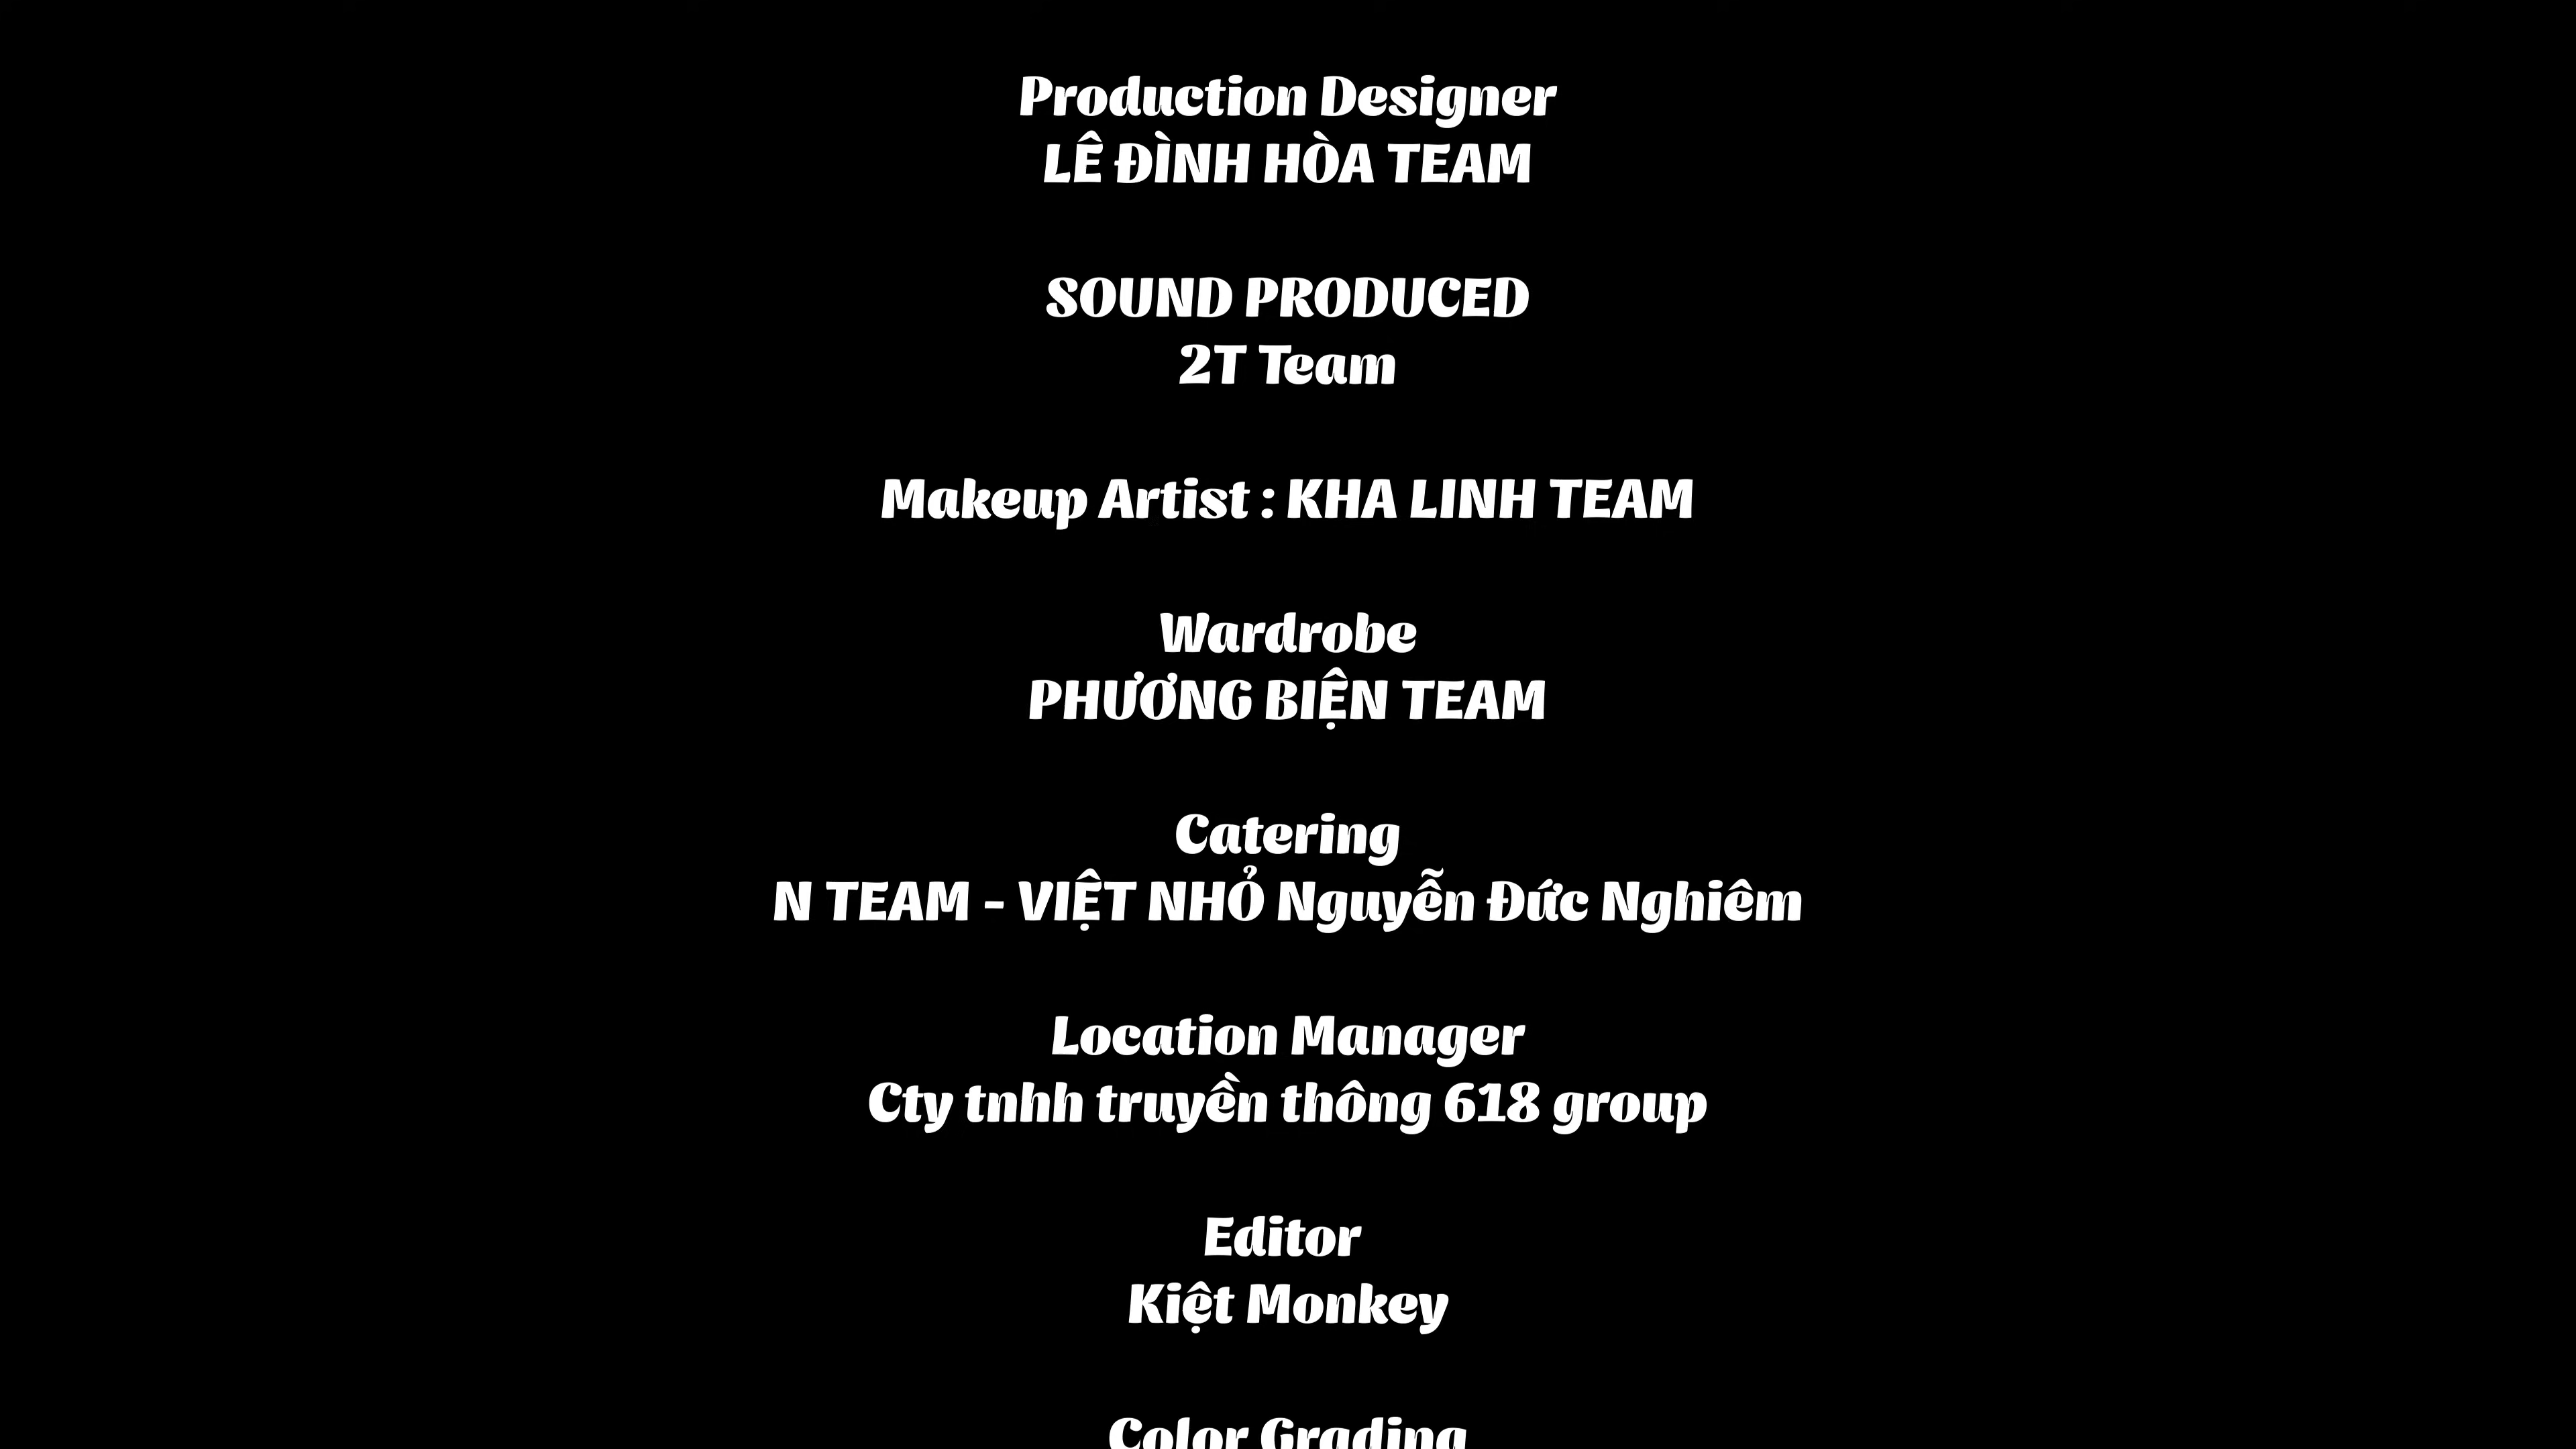 Production Designer
LÊ ĐÌNH HÒA TEAM
SOUND PRODUCED
2T Team
Makeup Artist : KHA LINH TEAM
Wardrobe
PHƯƠNG BIỆN TEAM
Catering
N TEAM - VIỆT NHỎ Nguyễn Đức Nghiêm
Location Manager
Cty tnhh truyền thông 618 group
Editor
Kiệt Monkey
Color Grading